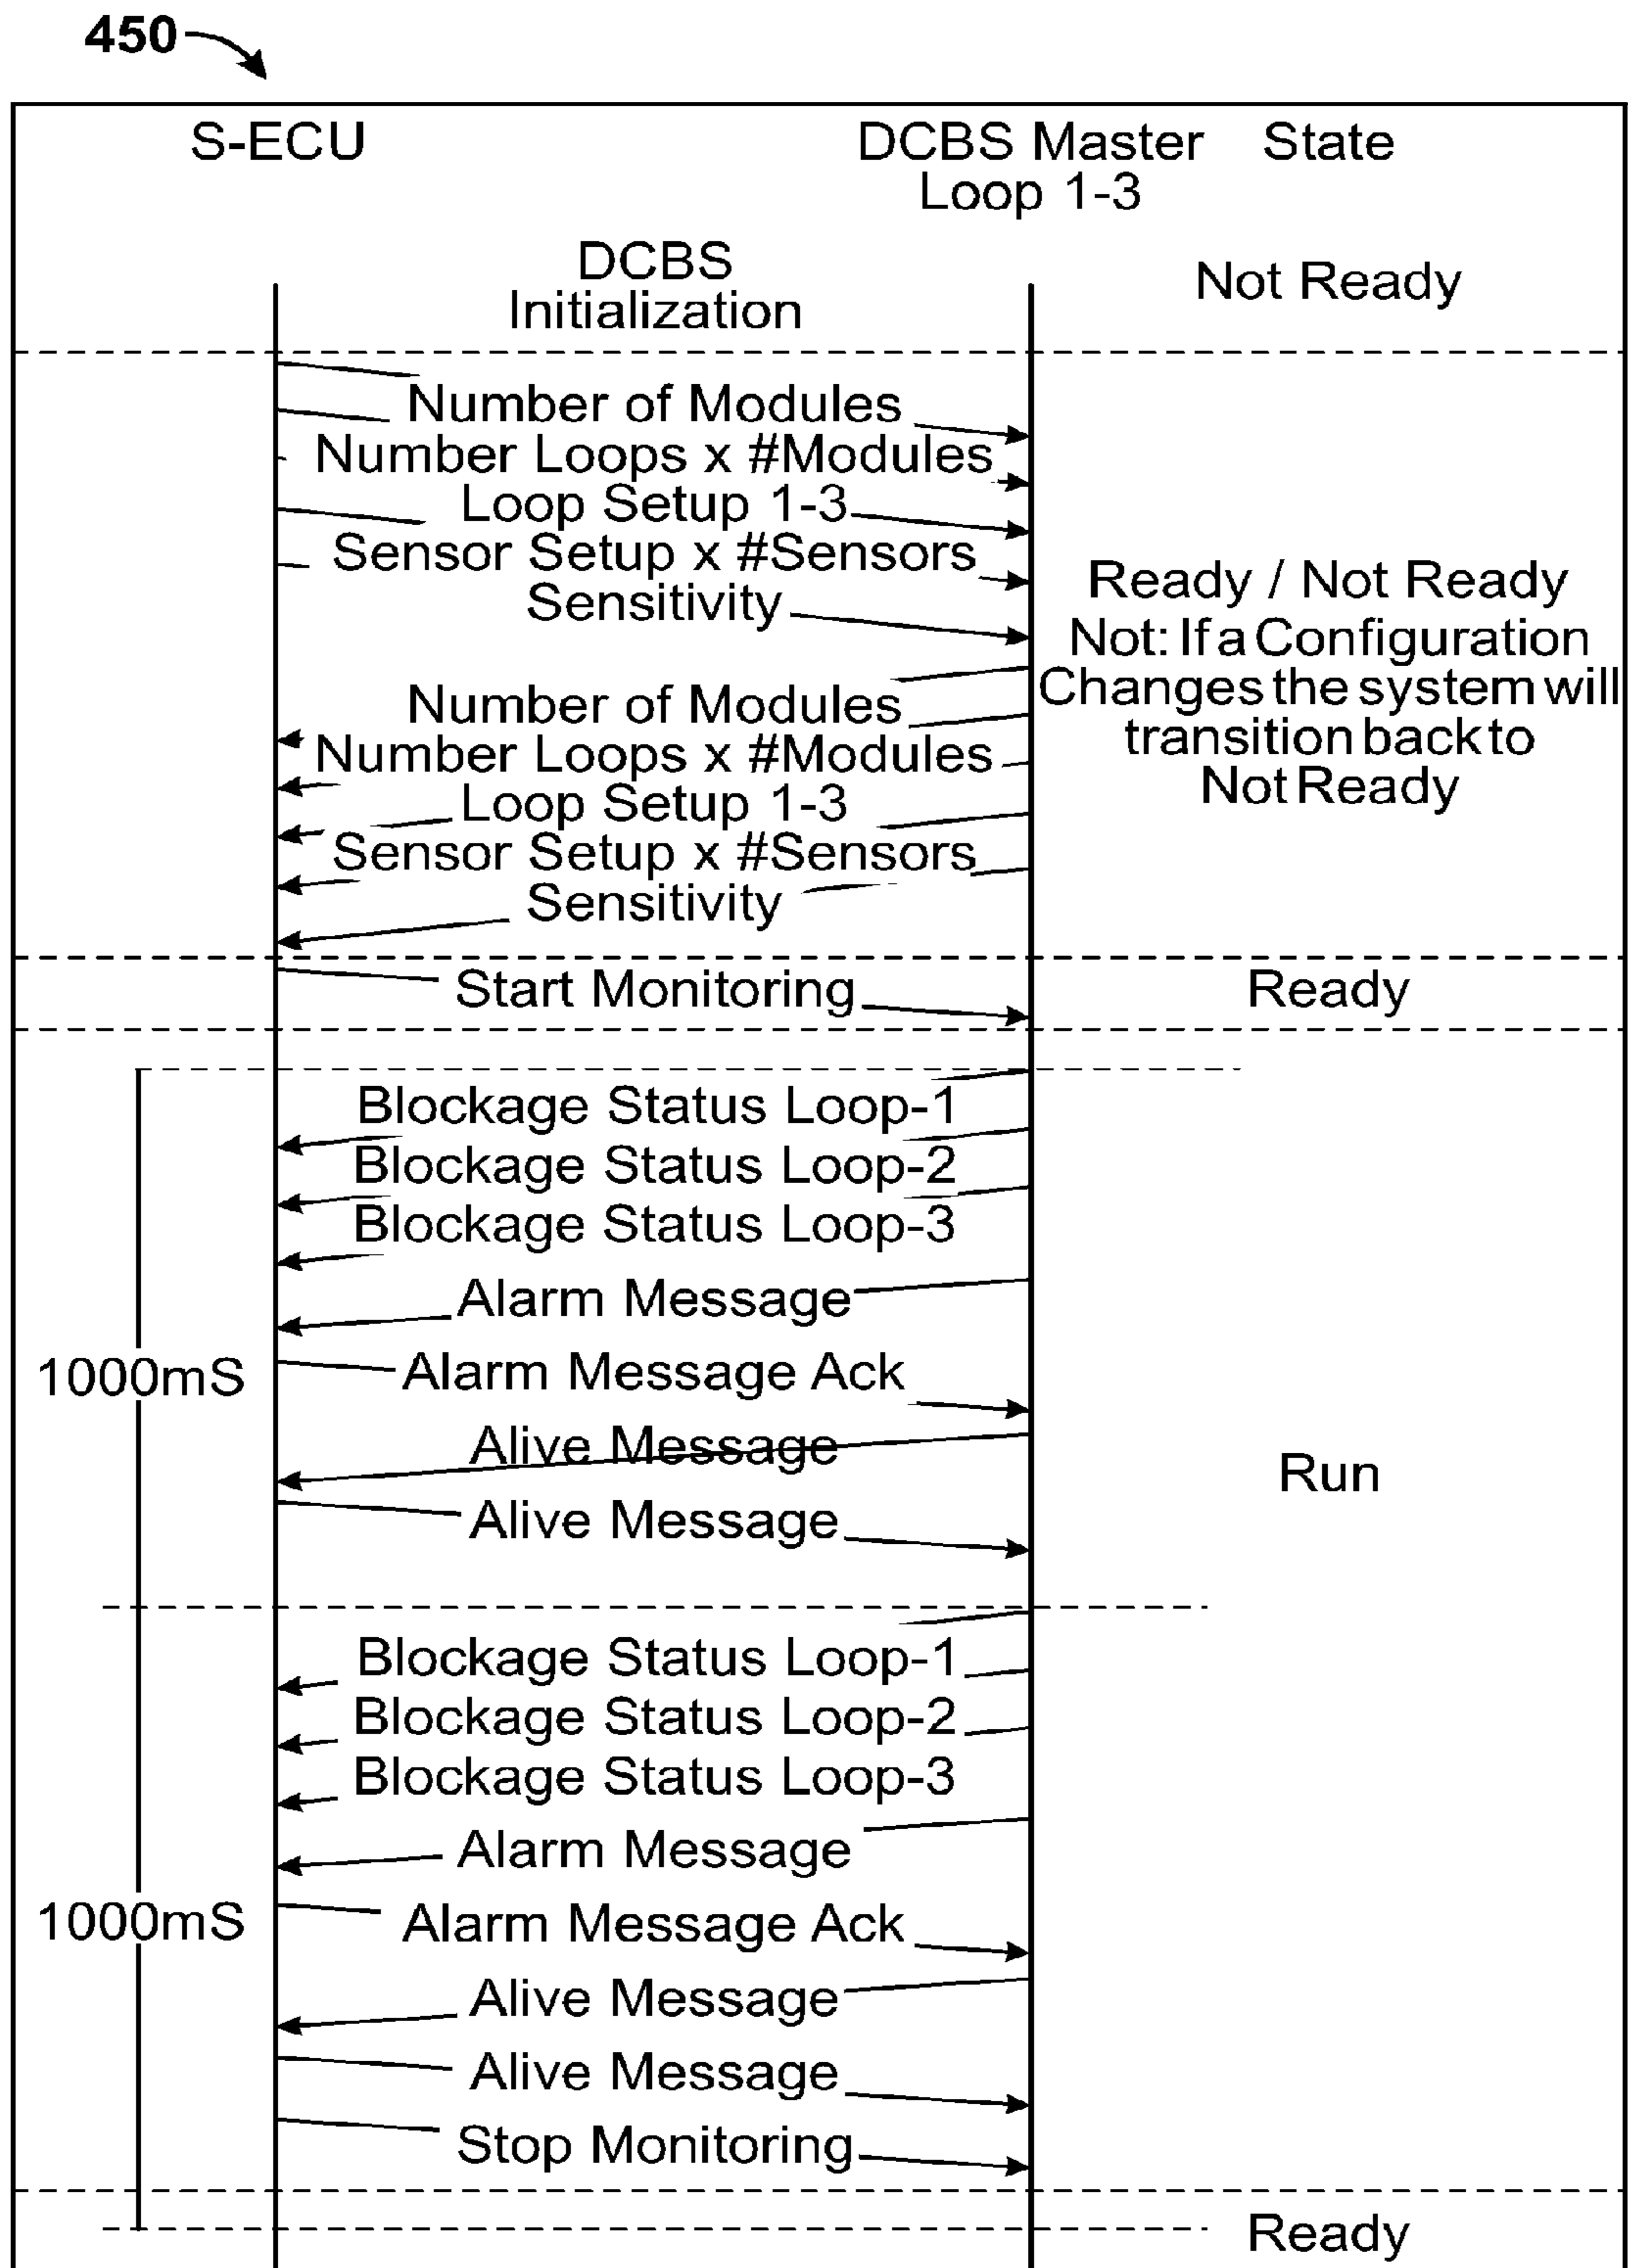 450
S-ECU
DCBS Master
Loop 1-3
State
DCBS
Initialization
Not Ready
Number of Modules
Number Loops x #Modules
Loop Setup 1-3
Sensor Setup x #Sensors
Sensitivity
Ready / Not Ready
Not: If a Configuration
Changes the system will
transition back to
Not Ready
Number of Modules
Number Loops x #Modules
Loop Setup 1-3
Sensor Setup x #Sensors
Sensitivity
Start Monitoring
Ready
Blockage Status Loop-1
Blockage Status Loop-2
Blockage Status Loop-3
Alarm Message
1000mS
Alarm Message Ack
Alive Message
Run
Alive Message
Blockage Status Loop-1
Blockage Status Loop-2
Blockage Status Loop-3
Alarm Message
1000mS
Alarm Message Ack
Alive Message
Alive Message
Stop Monitoring
Ready